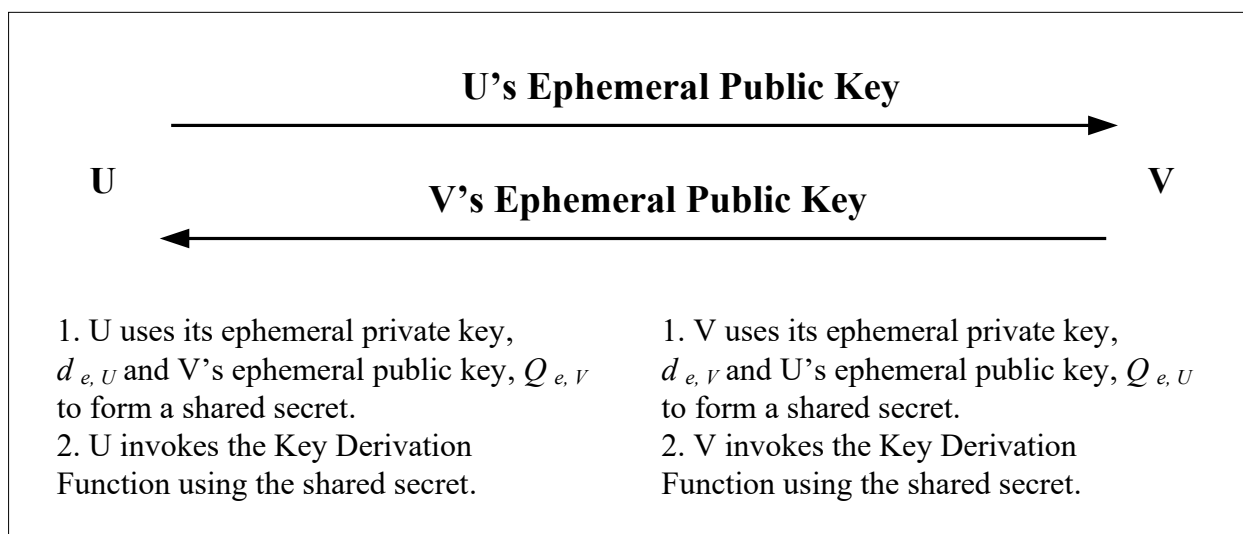 U’s Ephemeral Public Key
U
V
V’s Ephemeral Public Key
1. U uses its ephemeral private key,
d e, U and V’s ephemeral public key, Q e, V
to form a shared secret.
2. U invokes the Key Derivation
Function using the shared secret.
1. V uses its ephemeral private key,
d e, V and U’s ephemeral public key, Q e, U
to form a shared secret.
2. V invokes the Key Derivation
Function using the shared secret.